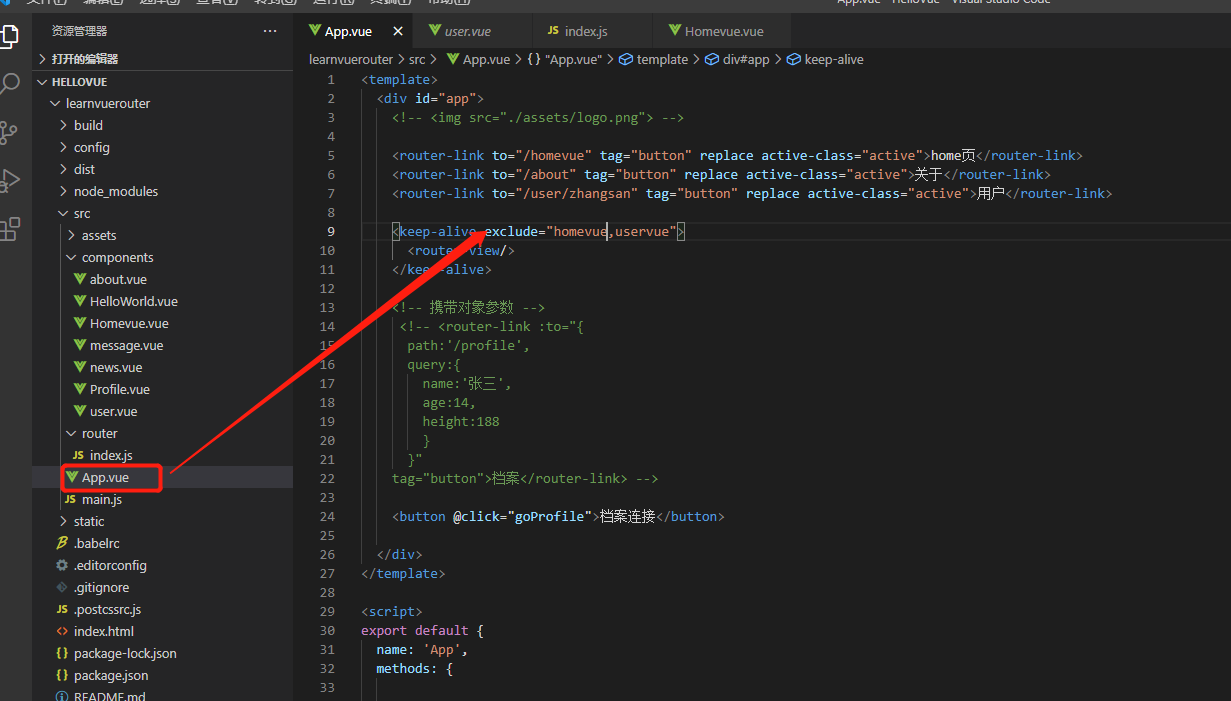 App.vue - HelloVue - Visual Studio Code
资源管理器
App.vue
user.vue
index.js
Homevue.vue
打开的编辑器
learnvuerouter > src > App.vue > {} "App.vue" > template > div#app > keep-alive
HELLOVUE
learnvuerouter
build
config
dist
node_modules
src
assets
components
about.vue
HelloWorld.vue
Homevue.vue
message.vue
news.vue
Profile.vue
user.vue
router
JS index.js
App.vue
JS main.js
static
.babelrc
.editorconfig
.gitignore
JS .postcssrc.js
index.html
{} package-lock.json
{} package.json
README.md
1 <template>
2 <div id="app">
3 <!-- <img src="./assets/logo.png"> -->
4
5 <router-link to="/homevue" tag="button" replace active-class="active">home页</router-link>
6 <router-link to="/about" tag="button" replace active-class="active">关于</router-link>
7 <router-link to="/user/zhangsan" tag="button" replace active-class="active">用户</router-link>
8
9 <keep-alive exclude="homevue,uservue">
10 <router-view/>
11 </keep-alive>
12
13 <!-- 携带对象参数 -->
14 <!-- <router-link :to="{
15 path:'/profile',
16 query:{
17 name:'张三',
18 age:14,
19 height:188
20 }
21 }"
22 tag="button">档案</router-link> -->
23
24 <button @click="goProfile">档案连接</button>
25
26 </div>
27 </template>
28
29 <script>
30 export default {
31 name: 'App',
32 methods: {
33